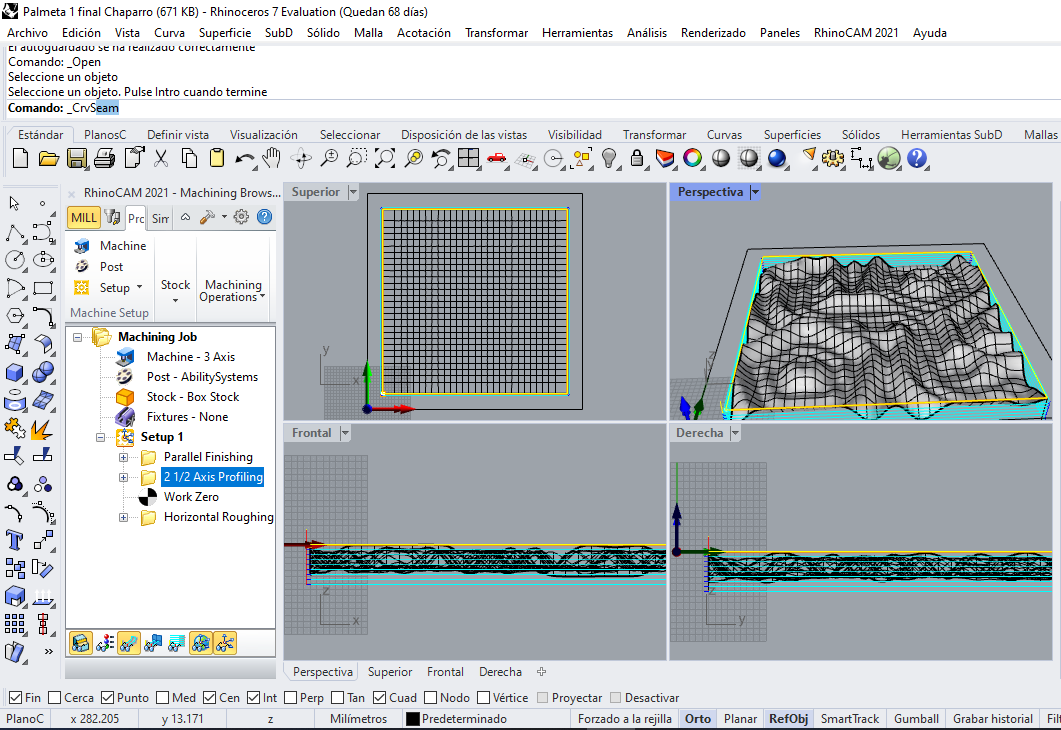 Palmeta 1 final Chaparro (671 KB) - Rhinoceros 7 Evaluation (Quedan 68 días)
Archivo Edición Vista Curva Superficie SubD Sólido Malla Acotación Transformar Herramientas Análisis Renderizado Paneles RhinoCAM 2021 Ayuda
El autoguardado se ha realizado correctamente
Comando: _Open
Seleccione un objeto
Seleccione un objeto. Pulse Intro cuando termine
Comando: _CrvSeam
Estándar PlanosC Definir vista Visualización Seleccionar Disposición de las vistas Visibilidad Transformar Curvas Superficies Sólidos Herramientas SubD Mallas
RhinoCAM 2021 - Machining Brows...
MILL Prc Sim
Machine
Post
Setup
Stock
Machining
Operations
Machine Setup
Machining Job
Machine - 3 Axis
Post - AbilitySystems
Stock - Box Stock
Fixtures - None
Setup 1
Parallel Finishing
2 1/2 Axis Profiling
Work Zero
Horizontal Roughing
Superior
y
x
Perspectiva
z
Frontal
z
x
Derecha
z
y
Perspectiva Superior Frontal Derecha
Fin Cerca Punto Med Cen Int Perp Tan Cuad Nodo Vértice Proyectar Desactivar
PlanoC x 282.205 y 13.171 z Milímetros Predeterminado Forzado a la rejilla Orto Planar RefObj SmartTrack Gumball Grabar historial Filt